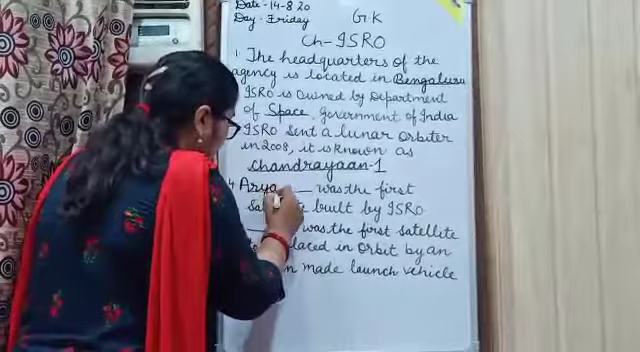 Date-14-8 20
Day- Friday
GK
Ch-ISRO
1. The headquarters of the
agency is located in Bengaluru
ISRO is owned by Department
of Space, Government of India
ISRO sent a lunar orbiter
in 2008, it is known as
Chandrayaan-1
4 Arya was the first
built by ISRO
was the first satellite
placed in orbit by an
made launch vehicle